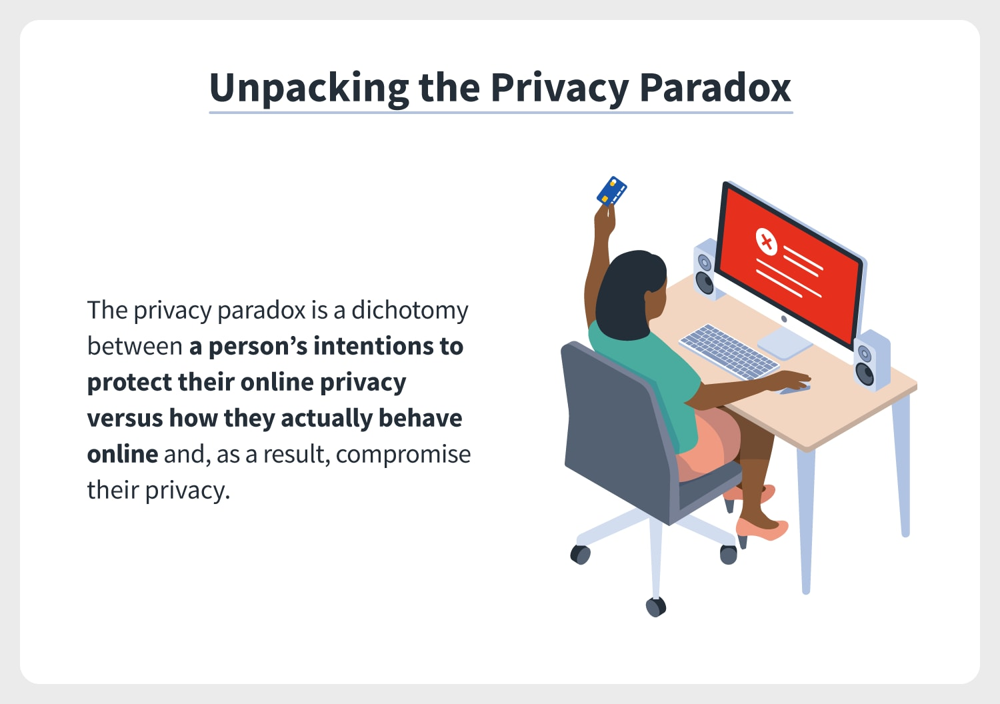 Unpacking the Privacy Paradox
The privacy paradox is a dichotomy
between a person’s intentions to
protect their online privacy
versus how they actually behave
online and, as a result, compromise
their privacy.